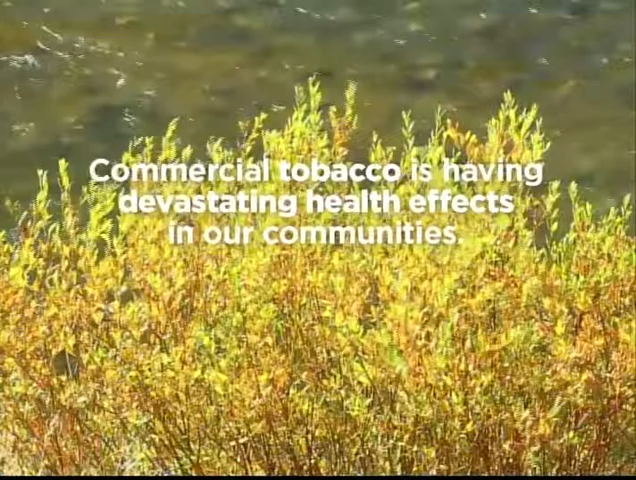 Commercial tobacco is having
devastating health effects
in our communities.